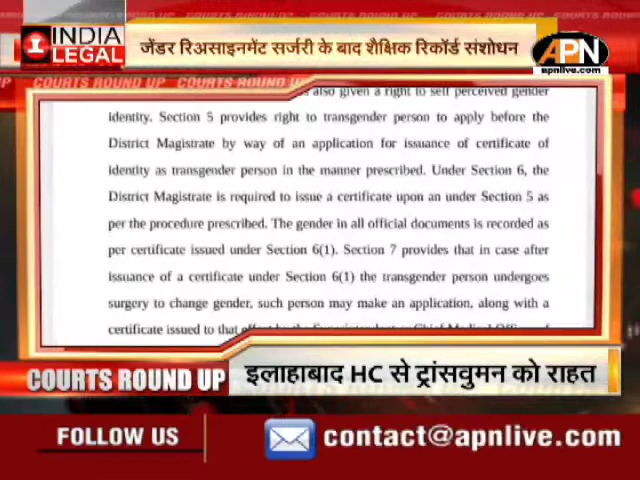 INDIA
LEGAL
जेंडर रिअसाइनमेंट सर्जरी के बाद शैक्षिक रिकॉर्ड संशोधन
APN
apnlive.com
COURTS ROUND UP COURTS ROUND UP
also given a right to self perceived gender
identity. Section 5 provides right to transgender person to apply before the
District Magistrate by way of an application for issuance of certificate of
identity as transgender person in the manner prescribed. Under Section 6, the
District Magistrate is required to issue a certificate upon an under Section 5 as
per the procedure prescribed. The gender in all official documents is recorded as
per certificate issued under Section 6(1). Section 7 provides that in case after
issuance of a certificate under Section 6(1) the transgender person undergoes
surgery to change gender, such person may make an application, along with a
certificate issued to that
इलाहाबाद HC से ट्रांसवुमन को राहत
COURTS ROUND UP
FOLLOW US
contact@apnlive.com